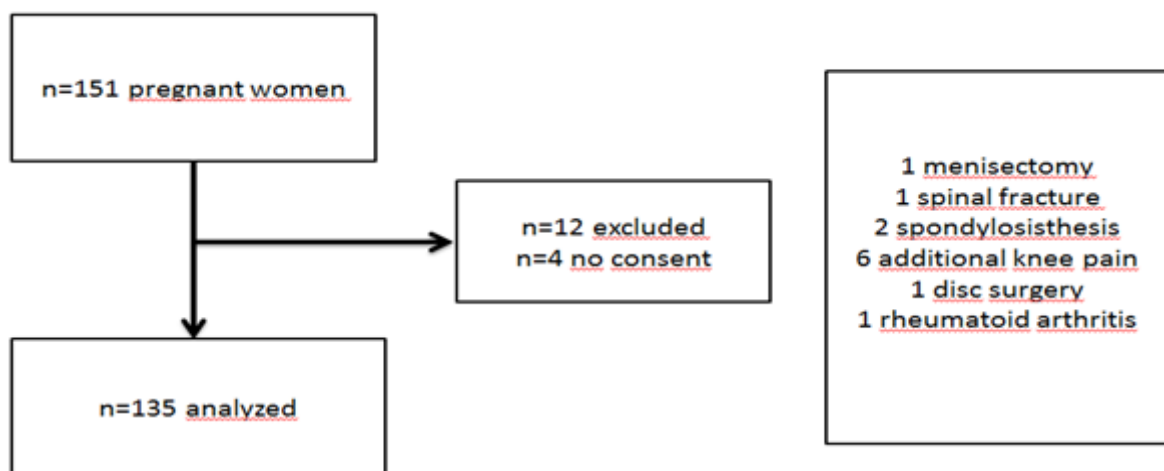 n=151 pregnant women
n=12 excluded
n=4 no consent
n=135 analyzed
1 menisectomy
1 spinal fracture
2 spondylosisthesis
6 additional knee pain
1 disc surgery
1 rheumatoid arthritis